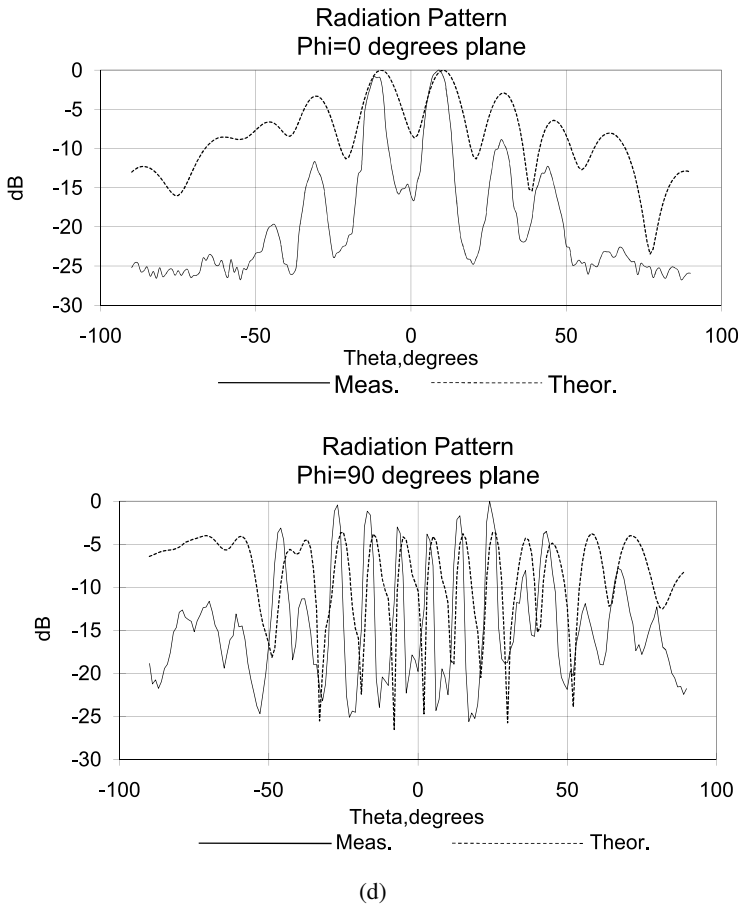 Radiation Pattern
Phi=0 degrees plane
0
-5
-10
-15
-20
-25
-30
dB
-100 -50 0 50 100
Theta,degrees
Meas. Theor.
Radiation Pattern
Phi=90 degrees plane
0
-5
-10
-15
-20
-25
-30
dB
-100 -50 0 50 100
Theta,degrees
Meas. Theor.
(d)